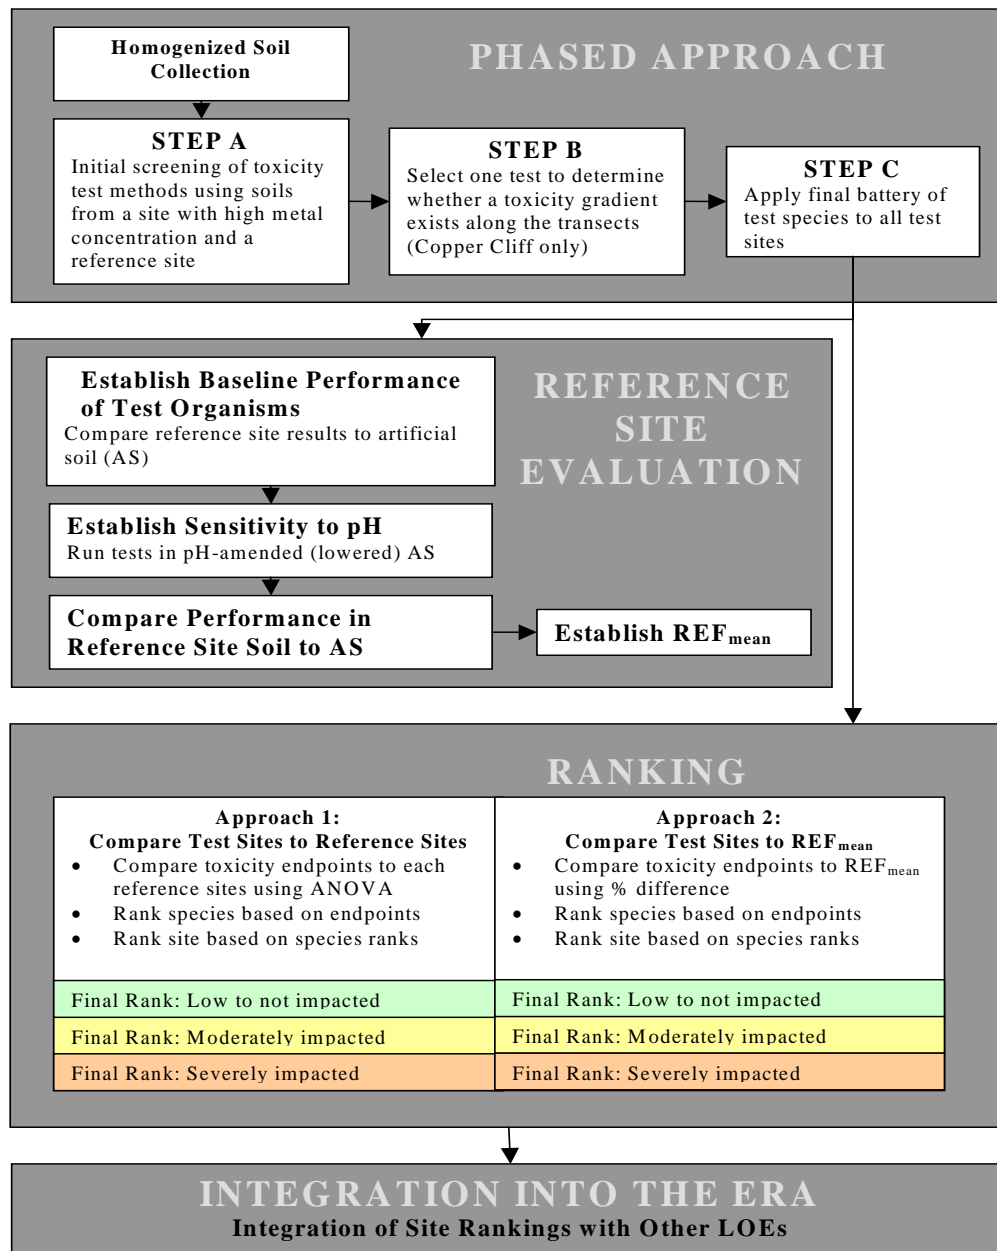 PHASED APPROACH
Homogenized Soil
Collection
STEP A
Initial screening of toxicity
test methods using soils
from a site with high metal
concentration and a
reference site
STEP B
Select one test to determine
whether a toxicity gradient
exists along the transects
(Copper Cliff only)
STEP C
Apply final battery of
test species to all test
sites
REFERENCE
SITE
EVALUATION
Establish Baseline Performance
of Test Organisms
Compare reference site results to artificial
soil (AS)
Establish Sensitivity to pH
Run tests in pH-amended (lowered) AS
Compare Performance in
Reference Site Soil to AS
Establish REFmean
RANKING
Approach 1:
Compare Test Sites to Reference Sites
• Compare toxicity endpoints to each
reference sites using ANOVA
• Rank species based on endpoints
• Rank site based on species ranks
Final Rank: Low to not impacted
Final Rank: Moderately impacted
Final Rank: Severely impacted
Approach 2:
Compare Test Sites to REFmean
• Compare toxicity endpoints to REFmean
using % difference
• Rank species based on endpoints
• Rank site based on species ranks
Final Rank: Low to not impacted
Final Rank: Moderately impacted
Final Rank: Severely impacted
INTEGRATION INTO THE ERA
Integration of Site Rankings with Other LOEs